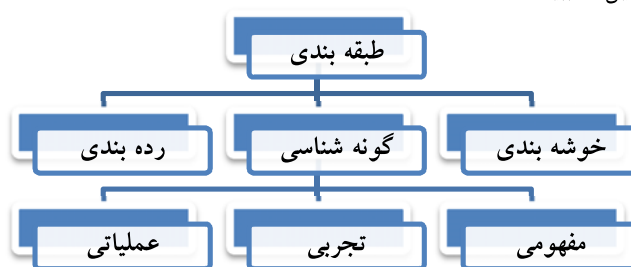 طبقه بندی
خوشه بندی
گونه شناسی
رده بندی
مفهومی
تجربی
عملیاتی